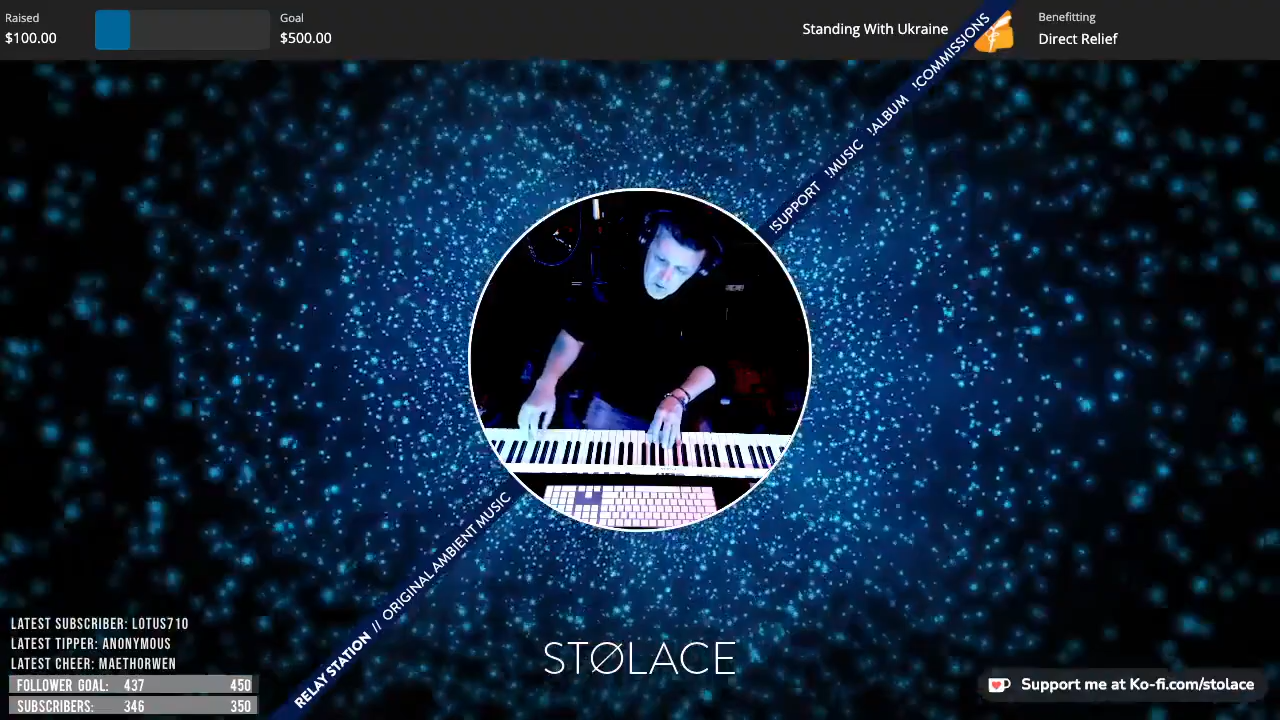 Raised
$100.00
Goal
$500.00
Standing With Ukraine
Benefitting
Direct Relief
!SUPPORT !MUSIC !ALBUM !COMMISSIONS
RELAY STATION // ORIGINAL AMBIENT MUSIC
STØLACE
LATEST SUBSCRIBER: LOTUS710
LATEST TIPPER: ANONYMOUS
LATEST CHEER: MAETHORWEN
FOLLOWER GOAL: 437 450
SUBSCRIBERS: 346 350
Support me at Ko-fi.com/stolace